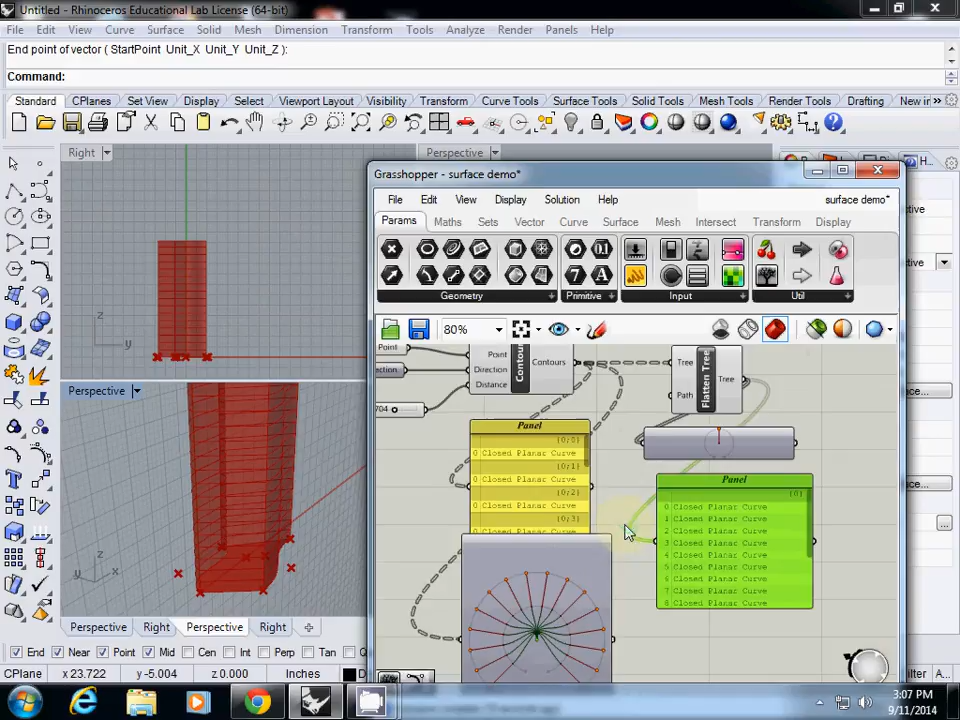 Untitled - Rhinoceros Educational Lab License (64-bit)
File Edit View Curve Surface Solid Mesh Dimension Transform Tools Analyze Render Panels Help
End point of vector ( StartPoint Unit_X Unit_Y Unit_Z ):
Command:
Standard CPlanes Set View Display Select Viewport Layout Visibility Transform Curve Tools Surface Tools Solid Tools Mesh Tools Render Tools Drafting New in »
Right
Perspective
z
y
Perspective
z
y
x
Grasshopper - surface demo*
File Edit View Display Solution Help
surface demo*
Params Maths Sets Vector Curve Surface Mesh Intersect Transform Display
Geometry
Primitive
Input
Util
80%
Point
Direction
Distance
Contours
Tree
Path
Flatten Tree
Tree
704
Panel
{0;0}
0 Closed Planar Curve
{0;1}
0 Closed Planar Curve
{0;2}
0 Closed Planar Curve
{0;3}
0 Closed Planar Curve
Panel
{0}
0 Closed Planar Curve
1 Closed Planar Curve
2 Closed Planar Curve
3 Closed Planar Curve
4 Closed Planar Curve
5 Closed Planar Curve
6 Closed Planar Curve
7 Closed Planar Curve
8 Closed Planar Curve
Perspective Right Perspective Right
End Near Point Mid Cen Int Perp Tan
CPlane x 23.722 y -5.004 z 0.000 Inches
3:07 PM
9/11/2014